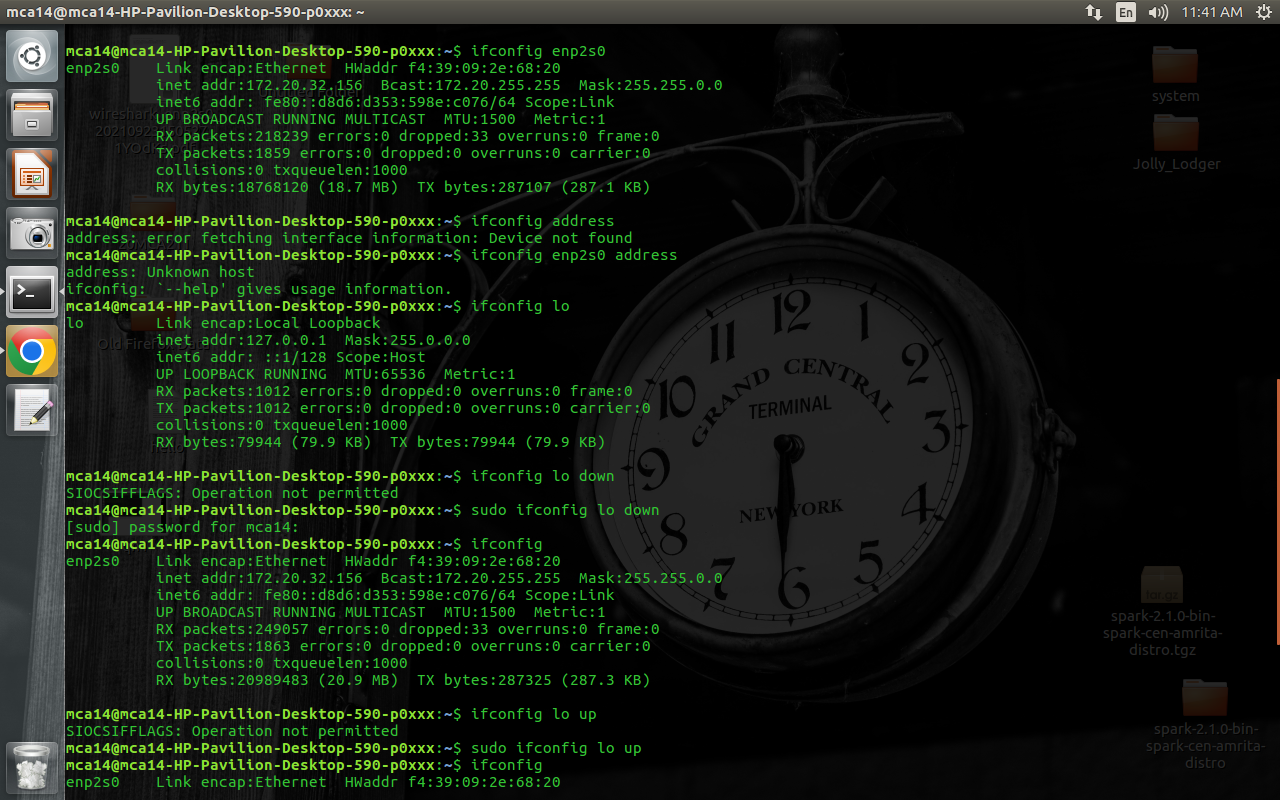 mca14@mca14-HP-Pavilion-Desktop-590-p0xxx: ~
En
11:41 AM
mca14@mca14-HP-Pavilion-Desktop-590-p0xxx:~$ ifconfig enp2s0
enp2s0    Link encap:Ethernet  HWaddr f4:39:09:2e:68:20
          inet addr:172.20.32.156  Bcast:172.20.255.255  Mask:255.255.0.0
          inet6 addr: fe80::d8d6:d353:598e:c076/64 Scope:Link
          UP BROADCAST RUNNING MULTICAST  MTU:1500  Metric:1
          RX packets:218239 errors:0 dropped:33 overruns:0 frame:0
          TX packets:1859 errors:0 dropped:0 overruns:0 carrier:0
          collisions:0 txqueuelen:1000
          RX bytes:18768120 (18.7 MB)  TX bytes:287107 (287.1 KB)
mca14@mca14-HP-Pavilion-Desktop-590-p0xxx:~$ ifconfig address
address: error fetching interface information: Device not found
mca14@mca14-HP-Pavilion-Desktop-590-p0xxx:~$ ifconfig enp2s0 address
address: Unknown host
ifconfig: `--help' gives usage information.
mca14@mca14-HP-Pavilion-Desktop-590-p0xxx:~$ ifconfig lo
lo        Link encap:Local Loopback
          inet addr:127.0.0.1  Mask:255.0.0.0
          inet6 addr: ::1/128 Scope:Host
          UP LOOPBACK RUNNING  MTU:65536  Metric:1
          RX packets:1012 errors:0 dropped:0 overruns:0 frame:0
          TX packets:1012 errors:0 dropped:0 overruns:0 carrier:0
          collisions:0 txqueuelen:1000
          RX bytes:79944 (79.9 KB)  TX bytes:79944 (79.9 KB)
mca14@mca14-HP-Pavilion-Desktop-590-p0xxx:~$ ifconfig lo down
SIOCSIFFLAGS: Operation not permitted
mca14@mca14-HP-Pavilion-Desktop-590-p0xxx:~$ sudo ifconfig lo down
[sudo] password for mca14:
mca14@mca14-HP-Pavilion-Desktop-590-p0xxx:~$ ifconfig
enp2s0    Link encap:Ethernet  HWaddr f4:39:09:2e:68:20
          inet addr:172.20.32.156  Bcast:172.20.255.255  Mask:255.255.0.0
          inet6 addr: fe80::d8d6:d353:598e:c076/64 Scope:Link
          UP BROADCAST RUNNING MULTICAST  MTU:1500  Metric:1
          RX packets:249057 errors:0 dropped:33 overruns:0 frame:0
          TX packets:1863 errors:0 dropped:0 overruns:0 carrier:0
          collisions:0 txqueuelen:1000
          RX bytes:20989483 (20.9 MB)  TX bytes:287325 (287.3 KB)
mca14@mca14-HP-Pavilion-Desktop-590-p0xxx:~$ ifconfig lo up
SIOCSIFFLAGS: Operation not permitted
mca14@mca14-HP-Pavilion-Desktop-590-p0xxx:~$ sudo ifconfig lo up
mca14@mca14-HP-Pavilion-Desktop-590-p0xxx:~$ ifconfig
enp2s0    Link encap:Ethernet  HWaddr f4:39:09:2e:68:20
system
Jolly_Lodger
12
1
2
3
4
5
6
7
8
9
10
11
GRAND CENTRAL
TERMINAL
NEW YORK
tar.gz
spark-2.1.0-bin-
spark-cen-amrita-
distro.tgz
spark-2.1.0-bin-
spark-cen-amrita-
distro